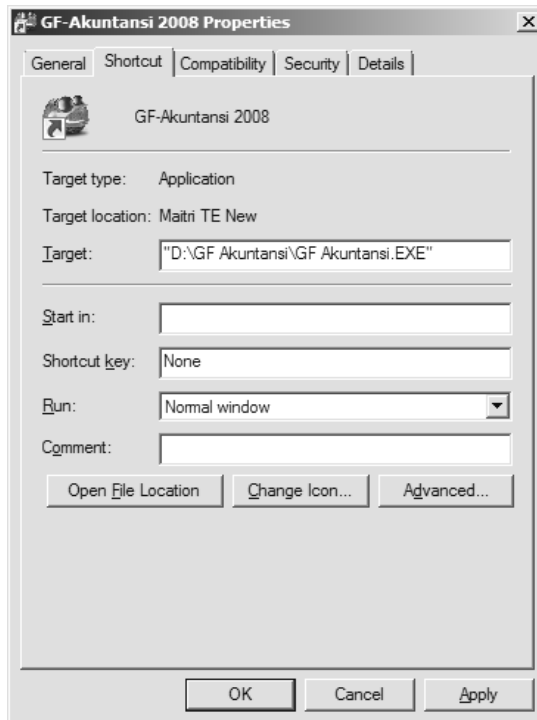 GF-Akuntansi 2008 Properties
General Shortcut Compatibility Security Details
GF-Akuntansi 2008
Target type: Application
Target location: Maitri TE New
Target: "D:\GF Akuntansi\GF Akuntansi.EXE"
Start in:
Shortcut key: None
Run: Normal window
Comment:
Open File Location Change Icon... Advanced...
OK Cancel Apply